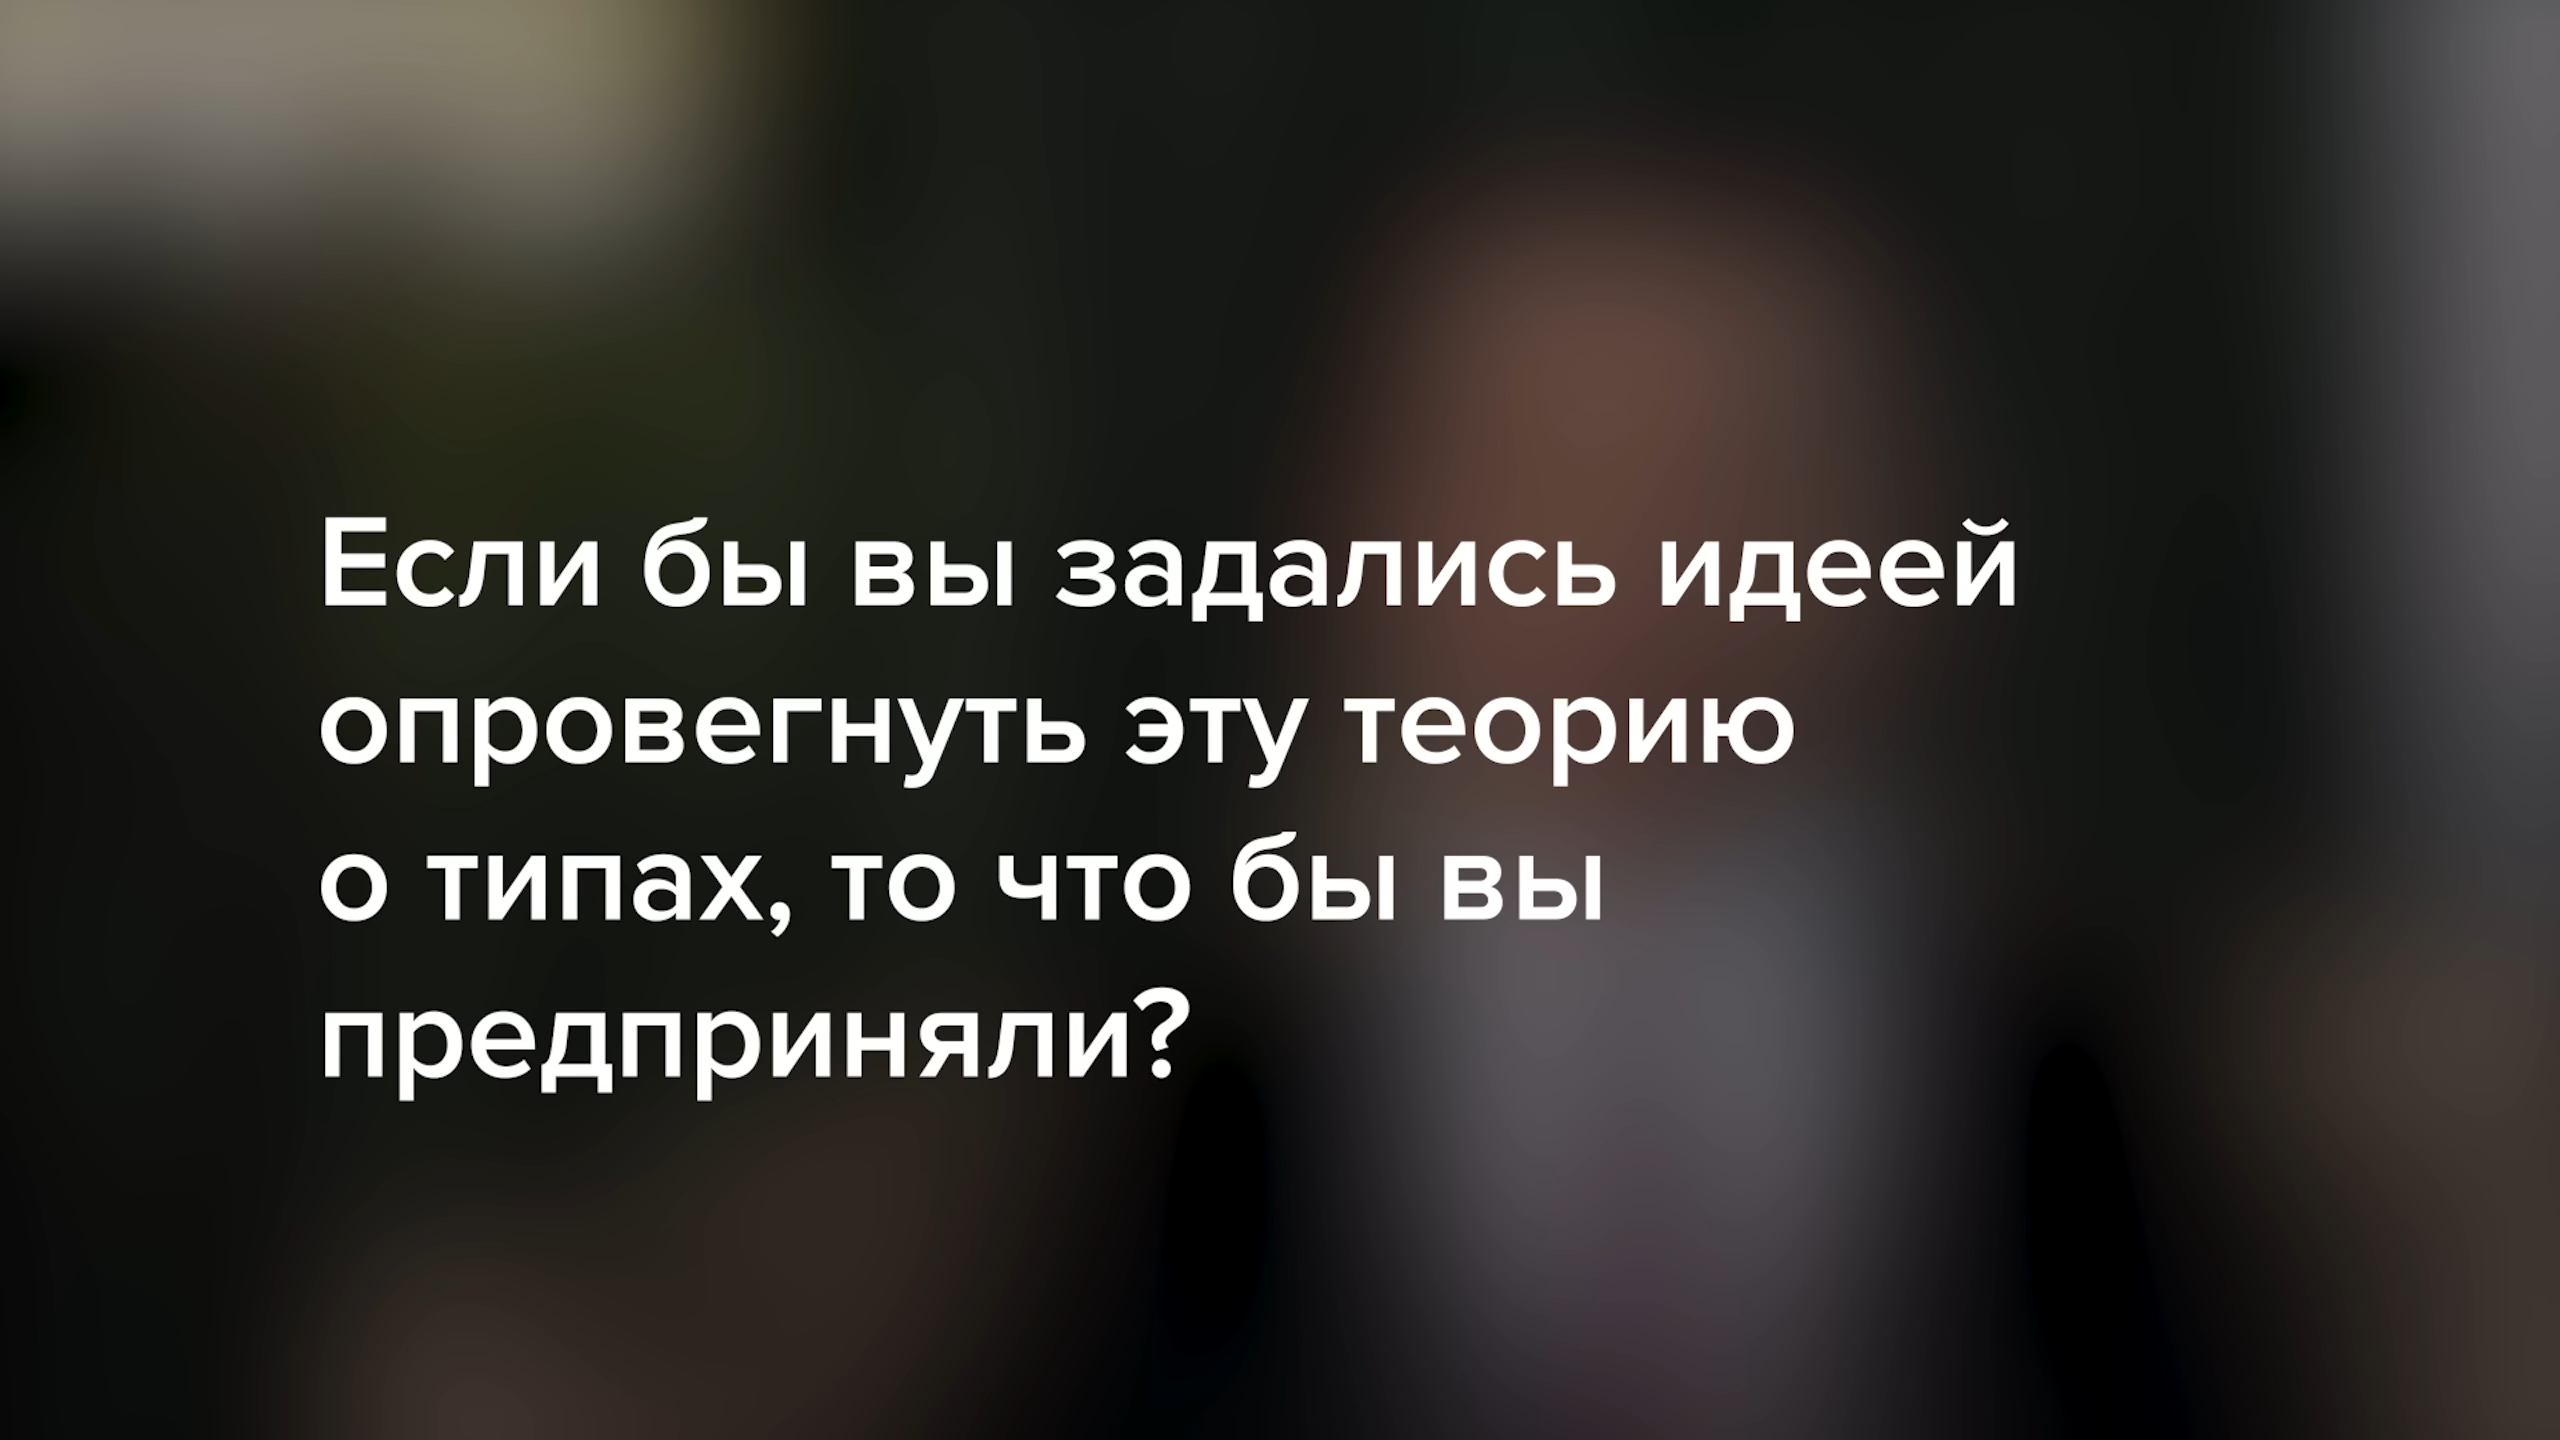 Если бы вы задались идеей
опровегнуть эту теорию
о типах, то что бы вы
предприняли?